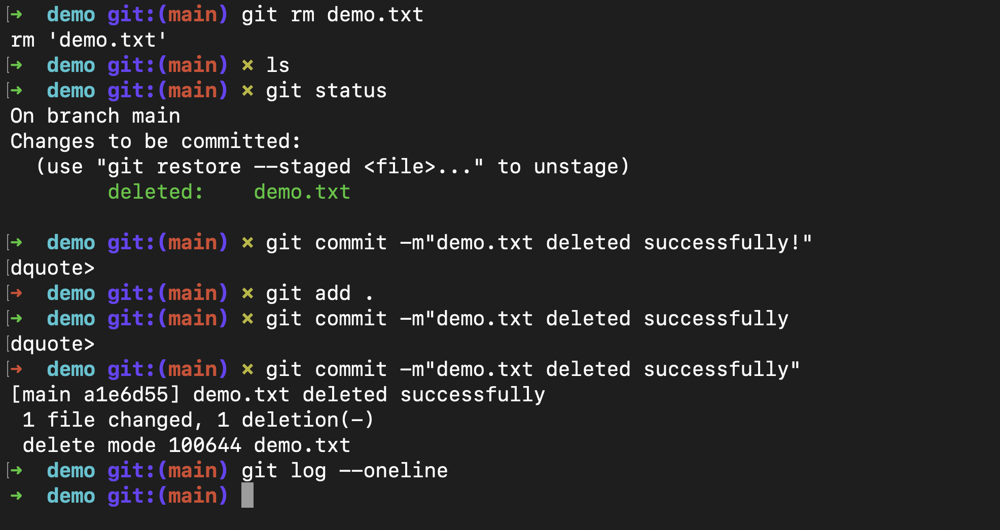 ➜  demo git:(main) git rm demo.txt
rm 'demo.txt'
➜  demo git:(main) ✗ ls
➜  demo git:(main) ✗ git status
On branch main
Changes to be committed:
  (use "git restore --staged <file>..." to unstage)
        deleted:    demo.txt

➜  demo git:(main) ✗ git commit -m"demo.txt deleted successfully!"
dquote>
➜  demo git:(main) ✗ git add .
➜  demo git:(main) ✗ git commit -m"demo.txt deleted successfully
dquote>
➜  demo git:(main) ✗ git commit -m"demo.txt deleted successfully"
[main a1e6d55] demo.txt deleted successfully
 1 file changed, 1 deletion(-)
 delete mode 100644 demo.txt
➜  demo git:(main) git log --oneline
➜  demo git:(main)